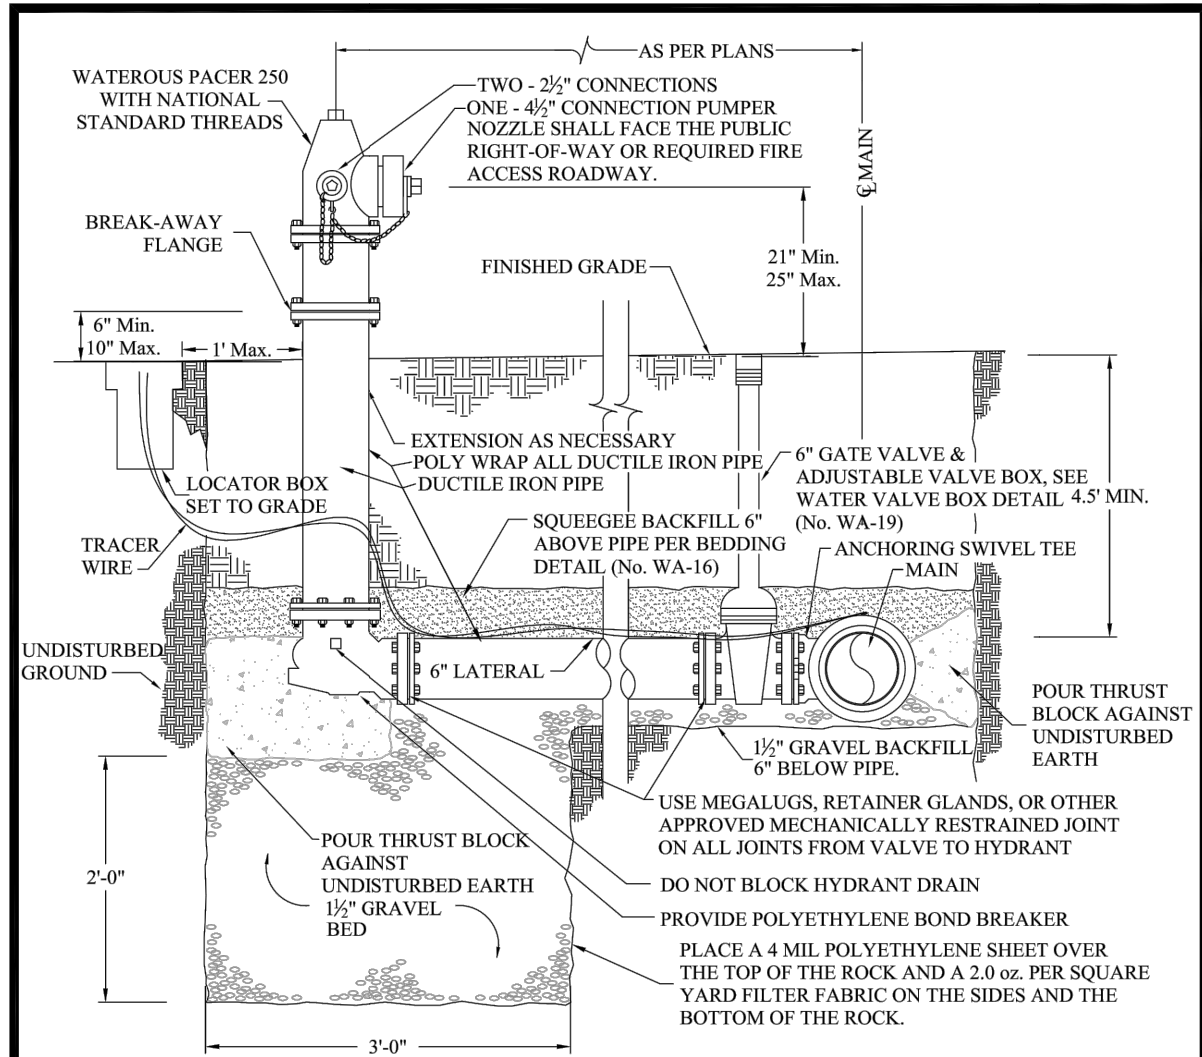 AS PER PLANS
WATEROUS PACER 250
WITH NATIONAL
STANDARD THREADS
TWO - 2½" CONNECTIONS
ONE - 4½" CONNECTION PUMPER
NOZZLE SHALL FACE THE PUBLIC
RIGHT-OF-WAY OR REQUIRED FIRE
ACCESS ROADWAY.
℄ MAIN
BREAK-AWAY
FLANGE
FINISHED GRADE
21" Min.
25" Max.
6" Min.
10" Max.
1' Max.
EXTENSION AS NECESSARY
POLY WRAP ALL DUCTILE IRON PIPE
DUCTILE IRON PIPE
6" GATE VALVE &
ADJUSTABLE VALVE BOX, SEE
WATER VALVE BOX DETAIL
(No. WA-19)
4.5' MIN.
LOCATOR BOX
SET TO GRADE
TRACER
WIRE
SQUEEGEE BACKFILL 6"
ABOVE PIPE PER BEDDING
DETAIL (No. WA-16)
ANCHORING SWIVEL TEE
MAIN
UNDISTURBED
GROUND
6" LATERAL
POUR THRUST
BLOCK AGAINST
UNDISTURBED
EARTH
1½" GRAVEL BACKFILL
6" BELOW PIPE.
USE MEGALUGS, RETAINER GLANDS, OR OTHER
APPROVED MECHANICALLY RESTRAINED JOINT
ON ALL JOINTS FROM VALVE TO HYDRANT
POUR THRUST BLOCK
AGAINST
UNDISTURBED EARTH
1½" GRAVEL
BED
2'-0"
DO NOT BLOCK HYDRANT DRAIN
PROVIDE POLYETHYLENE BOND BREAKER
PLACE A 4 MIL POLYETHYLENE SHEET OVER
THE TOP OF THE ROCK AND A 2.0 oz. PER SQUARE
YARD FILTER FABRIC ON THE SIDES AND THE
BOTTOM OF THE ROCK.
3'-0"